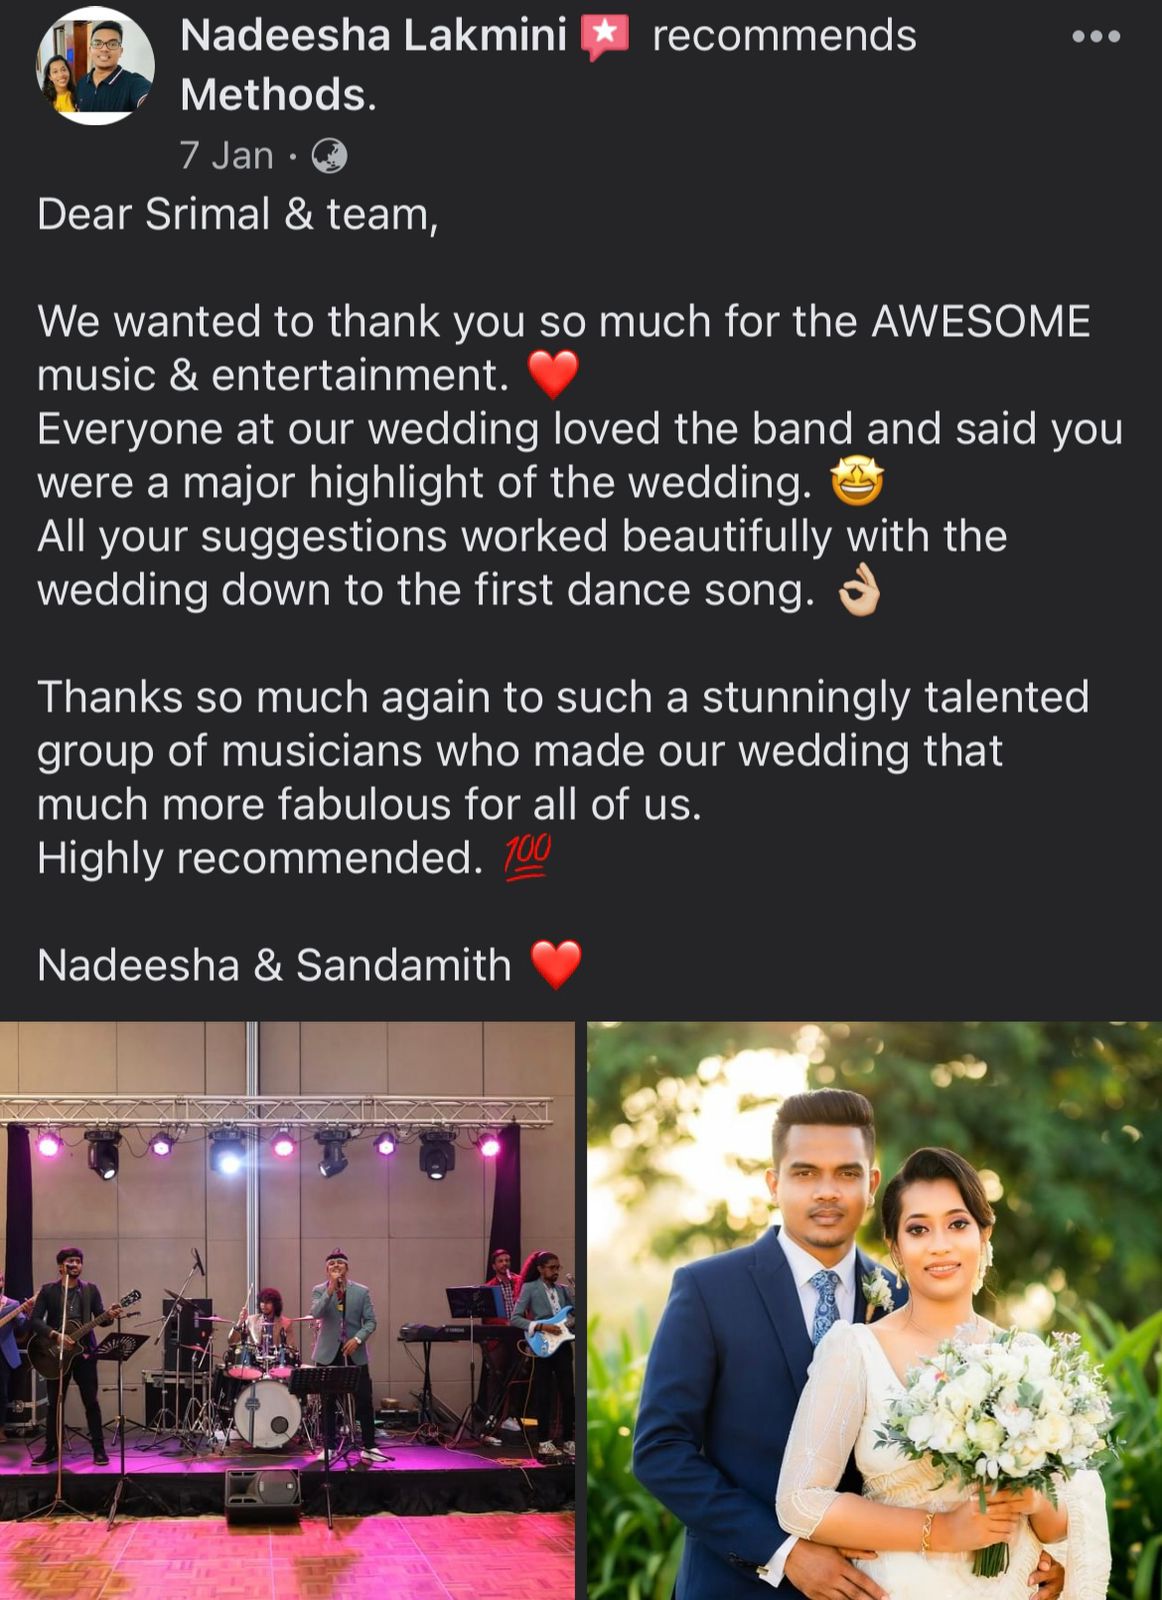 Nadeesha Lakmini recommends
Methods.
7 Jan ·
Dear Srimal & team,
We wanted to thank you so much for the AWESOME
music & entertainment. ❤️
Everyone at our wedding loved the band and said you
were a major highlight of the wedding. 🤩
All your suggestions worked beautifully with the
wedding down to the first dance song. 👌🏼
Thanks so much again to such a stunningly talented
group of musicians who made our wedding that
much more fabulous for all of us.
Highly recommended. 💯
Nadeesha & Sandamith ❤️